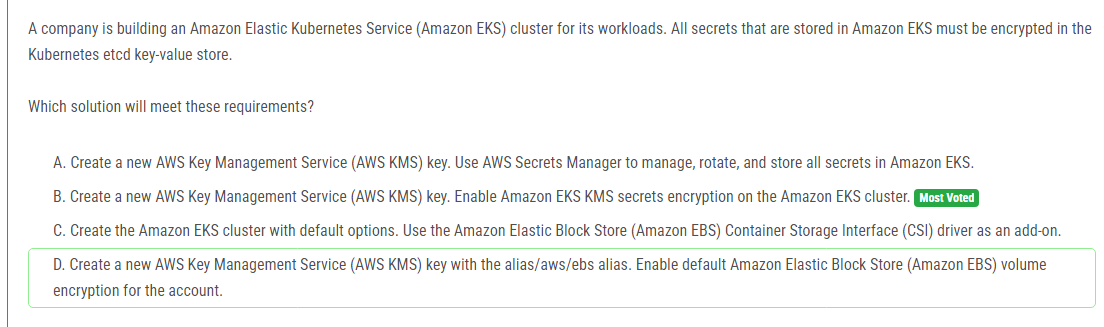 A company is building an Amazon Elastic Kubernetes Service (Amazon EKS) cluster for its workloads. All secrets that are stored in Amazon EKS must be encrypted in the
Kubernetes etcd key-value store.
Which solution will meet these requirements?
A. Create a new AWS Key Management Service (AWS KMS) key. Use AWS Secrets Manager to manage, rotate, and store all secrets in Amazon EKS.
B. Create a new AWS Key Management Service (AWS KMS) key. Enable Amazon EKS KMS secrets encryption on the Amazon EKS cluster. Most Voted
C. Create the Amazon EKS cluster with default options. Use the Amazon Elastic Block Store (Amazon EBS) Container Storage Interface (CSI) driver as an add-on.
D. Create a new AWS Key Management Service (AWS KMS) key with the alias/aws/ebs alias. Enable default Amazon Elastic Block Store (Amazon EBS) volume
encryption for the account.